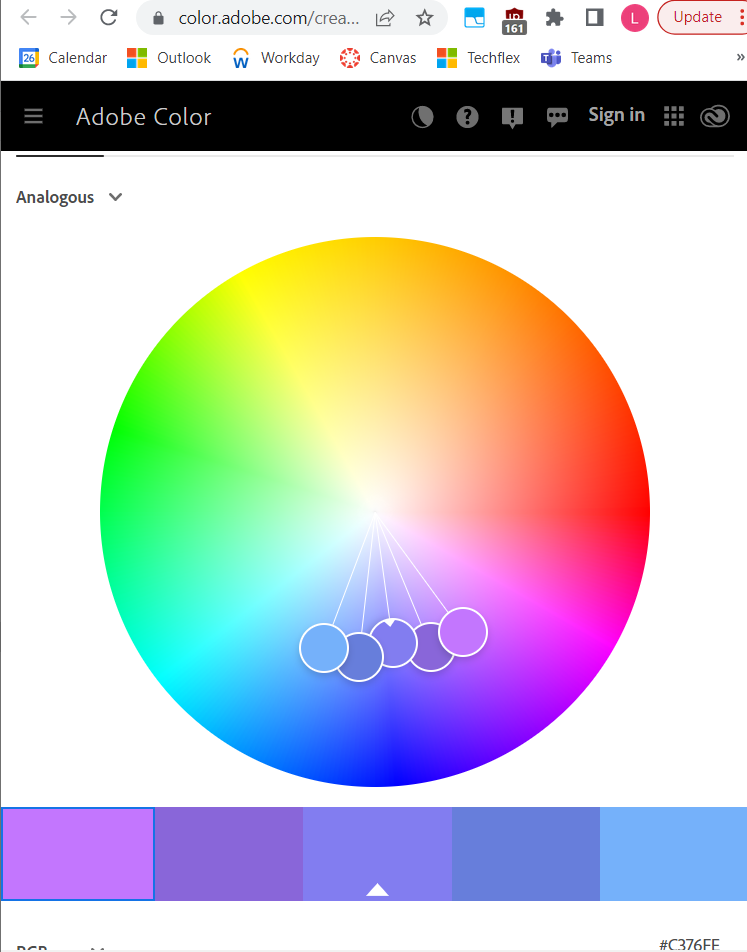 color.adobe.com/crea...
161
L
Update
26
Calendar
Outlook
Workday
Canvas
Techflex
Teams
»
Adobe Color
Sign in
Analogous
RGB
#C376FE